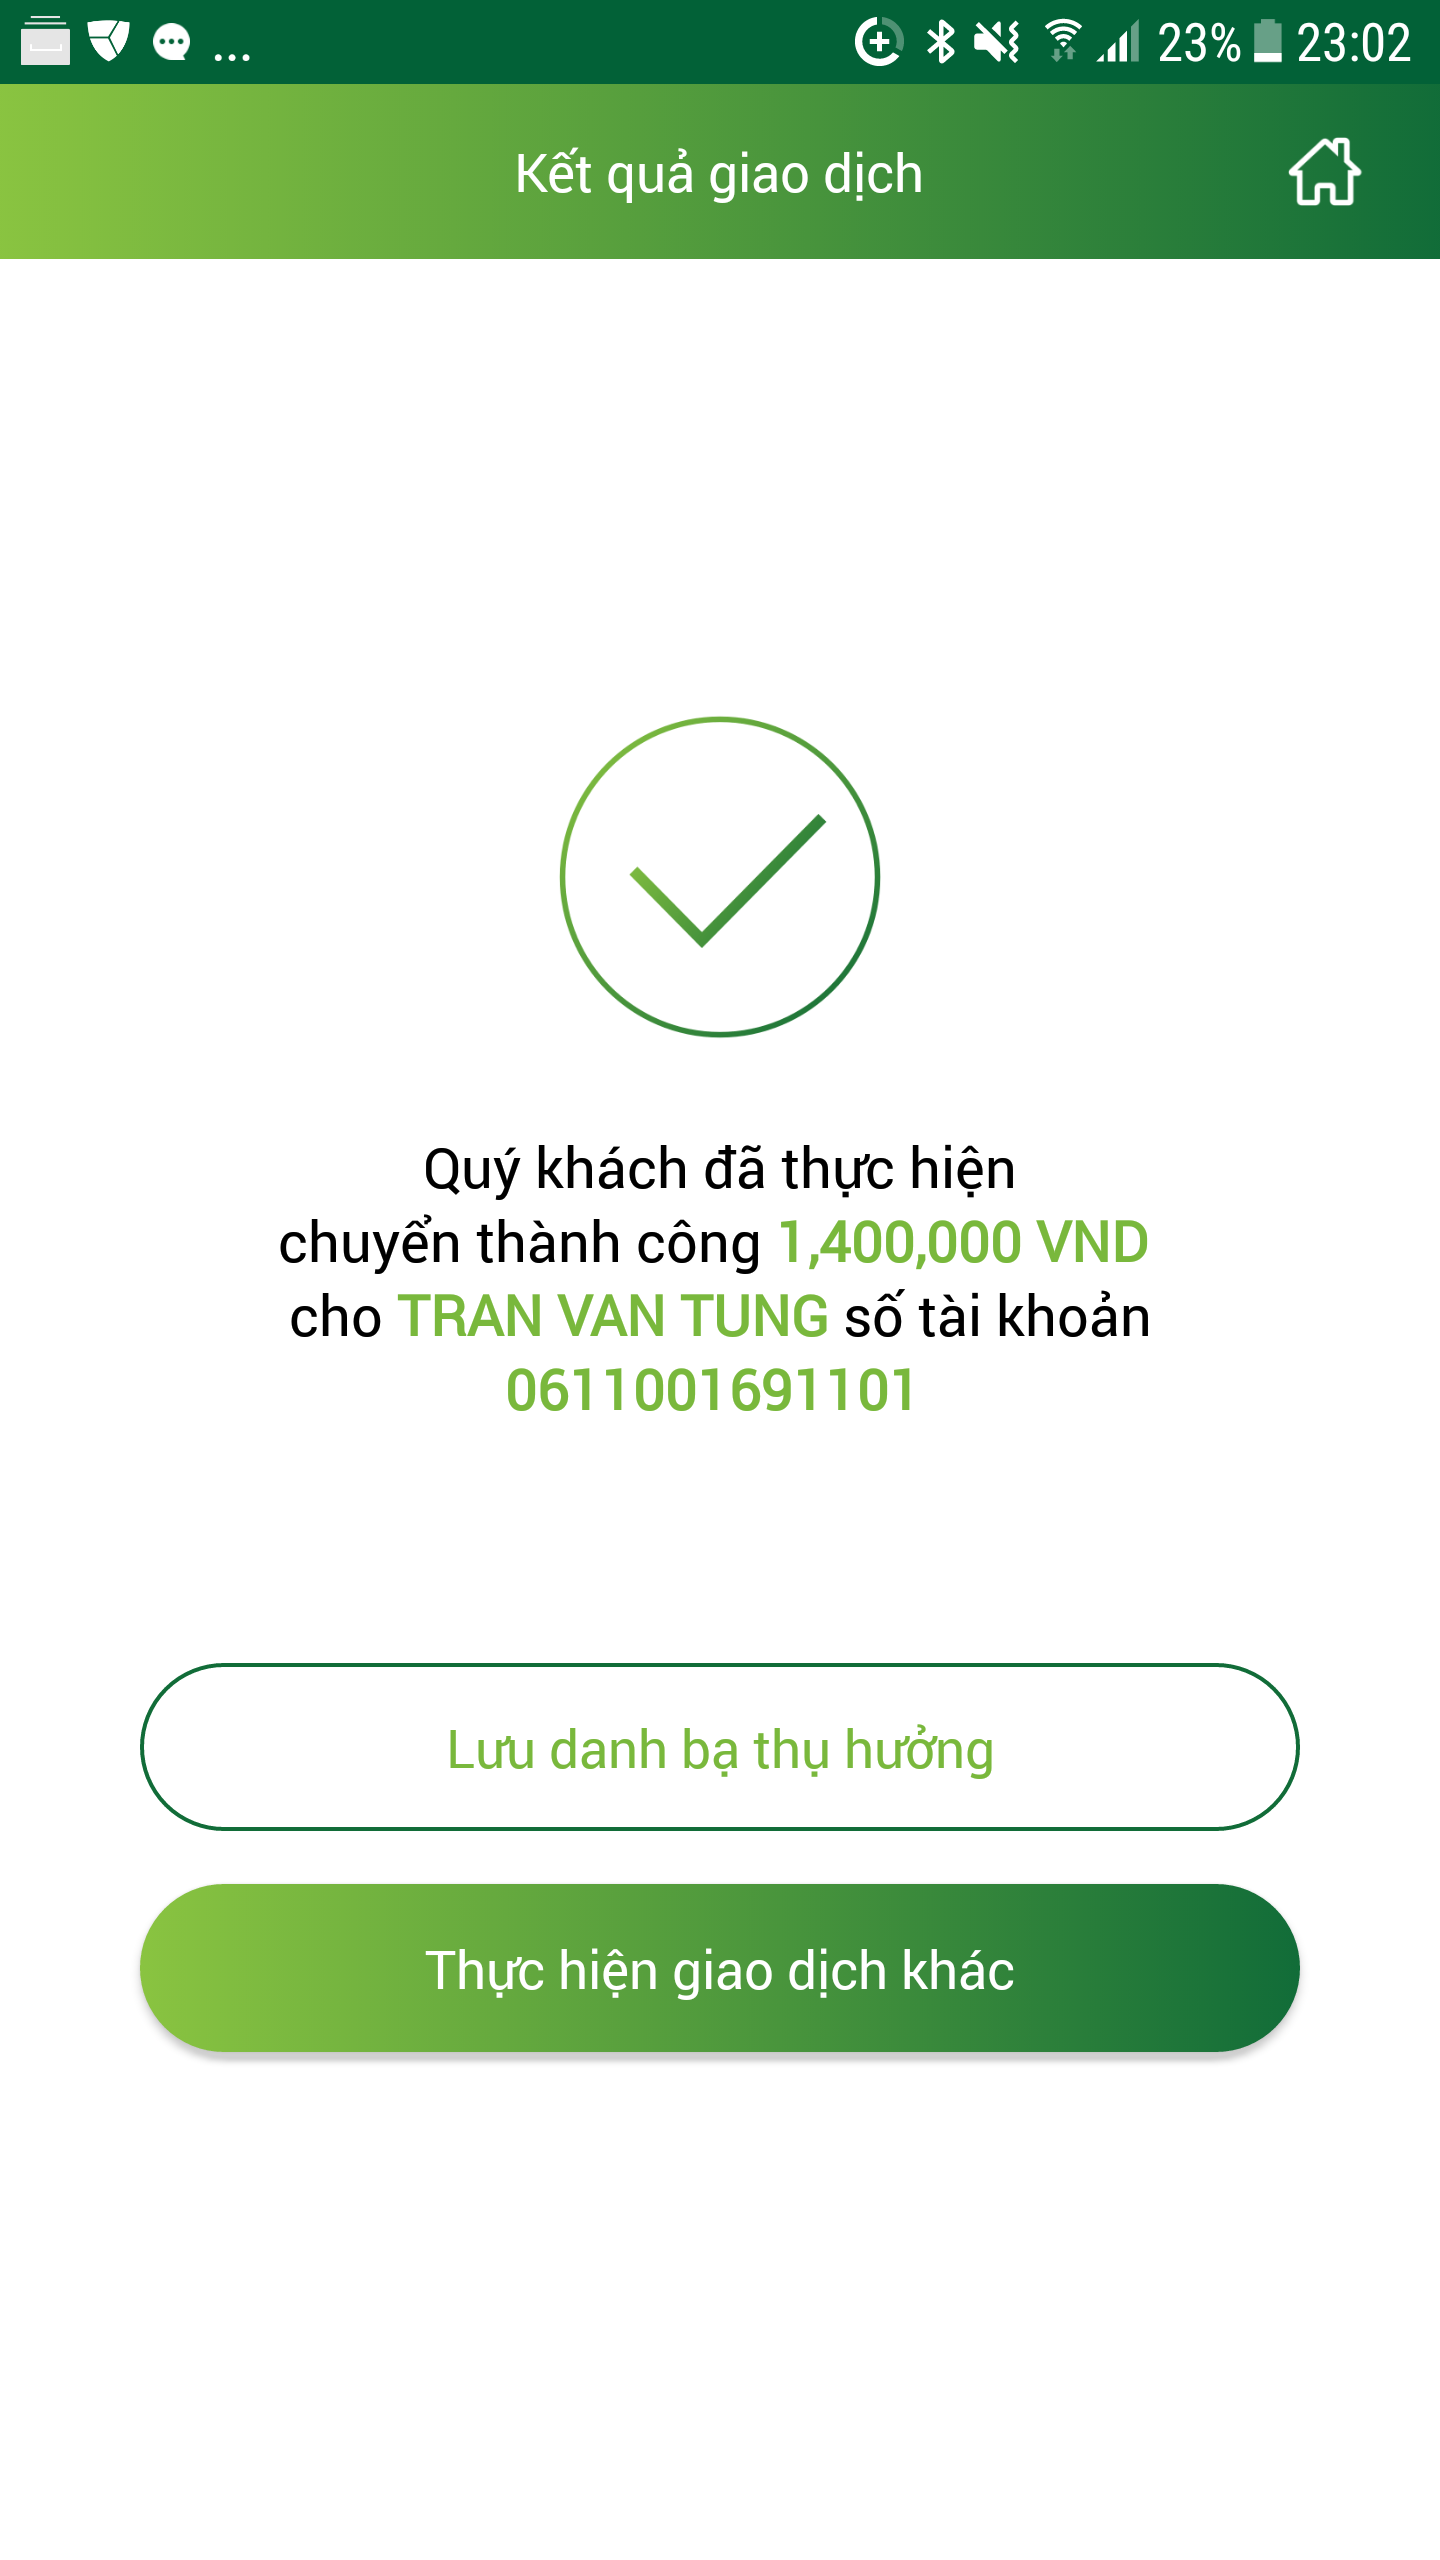 ... 23% 23:02
Kết quả giao dịch
Quý khách đã thực hiện
chuyển thành công 1,400,000 VND
cho TRAN VAN TUNG số tài khoản
0611001691101
Lưu danh bạ thụ hưởng
Thực hiện giao dịch khác